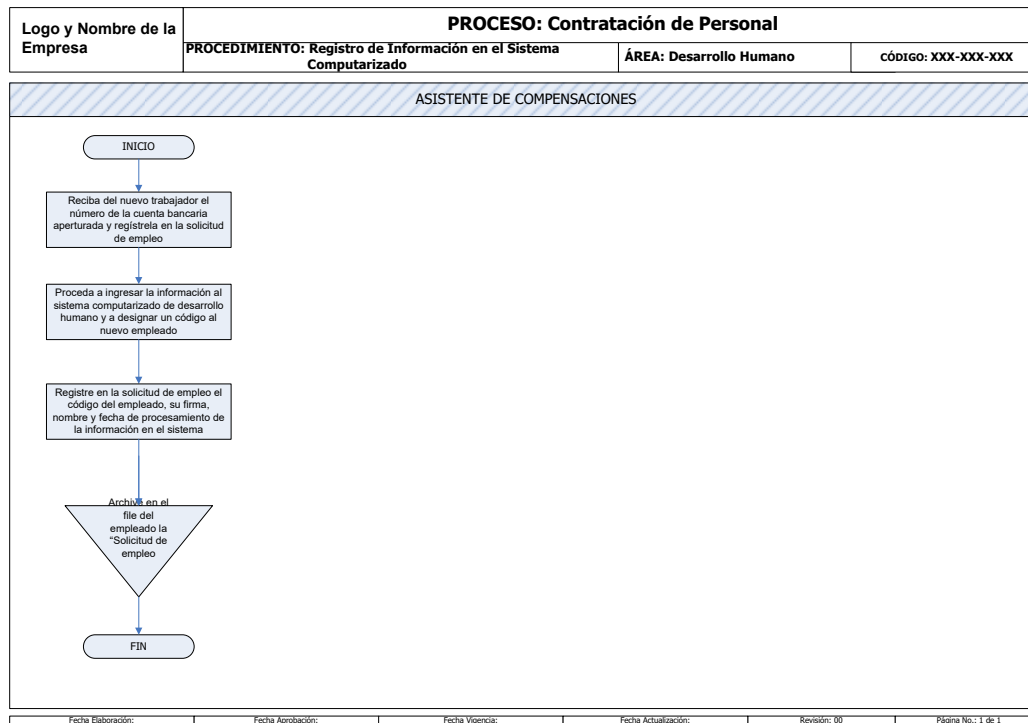 Logo y Nombre de la
Empresa
PROCESO: Contratación de Personal
PROCEDIMIENTO: Registro de Información en el Sistema
Computarizado
ÁREA: Desarrollo Humano
CÓDIGO: XXX-XXX-XXX
ASISTENTE DE COMPENSACIONES
INICIO
Reciba del nuevo trabajador el
número de la cuenta bancaria
aperturada y regístrela en la solicitud
de empleo
Proceda a ingresar la información al
sistema computarizado de desarrollo
humano y a designar un código al
nuevo empleado
Registre en la solicitud de empleo el
código del empleado, su firma,
nombre y fecha de procesamiento de
la información en el sistema
Archive en el
file del
empleado la
"Solicitud de
empleo
FIN
Fecha Elaboración:
Fecha Aprobación:
Fecha Vigencia:
Fecha Actualización:
Revisión: 00
Página No.: 1 de 1